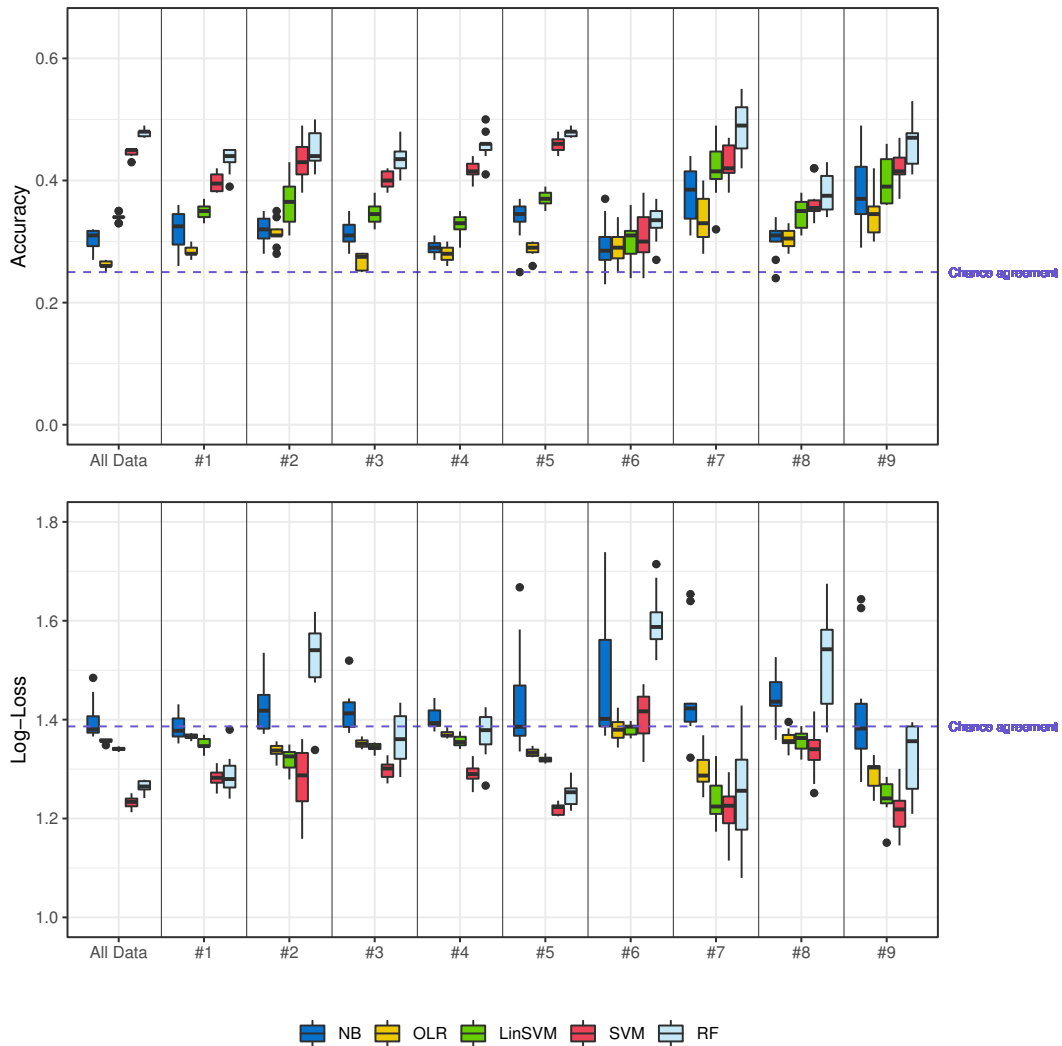 Accuracy
0.6
0.4
0.2
0.0
Chance agreement
All Data #1 #2 #3 #4 #5 #6 #7 #8 #9
Log−Loss
1.8
1.6
1.4
1.2
1.0
Chance agreement
All Data #1 #2 #3 #4 #5 #6 #7 #8 #9
NB OLR LinSVM SVM RF